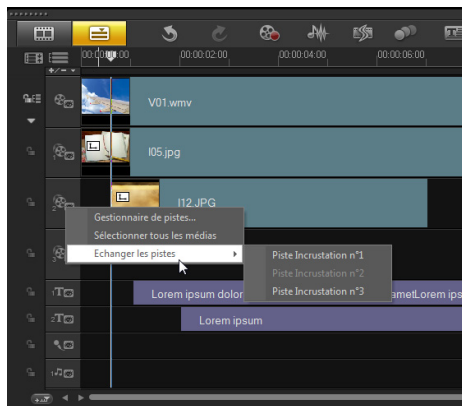 00:00:00:00 00:00:02:00 00:00:04:00 00:00:06:00
V01.wmv
I05.jpg
I12.JPG
Gestionnaire de pistes...
Sélectionner tous les médias
Echanger les pistes
Piste Incrustation n°1
Piste Incrustation n°2
Piste Incrustation n°3
Lorem ipsum dolor
ametLorem ips
Lorem ipsum